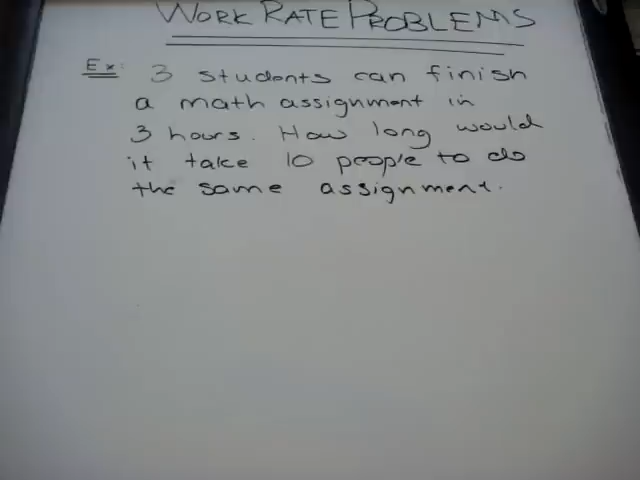 WORK RATE PROBLEMS
Ex: 3 students can finish
a math assignment in
3 hours. How long would
it take 10 people to do
the same assignment.